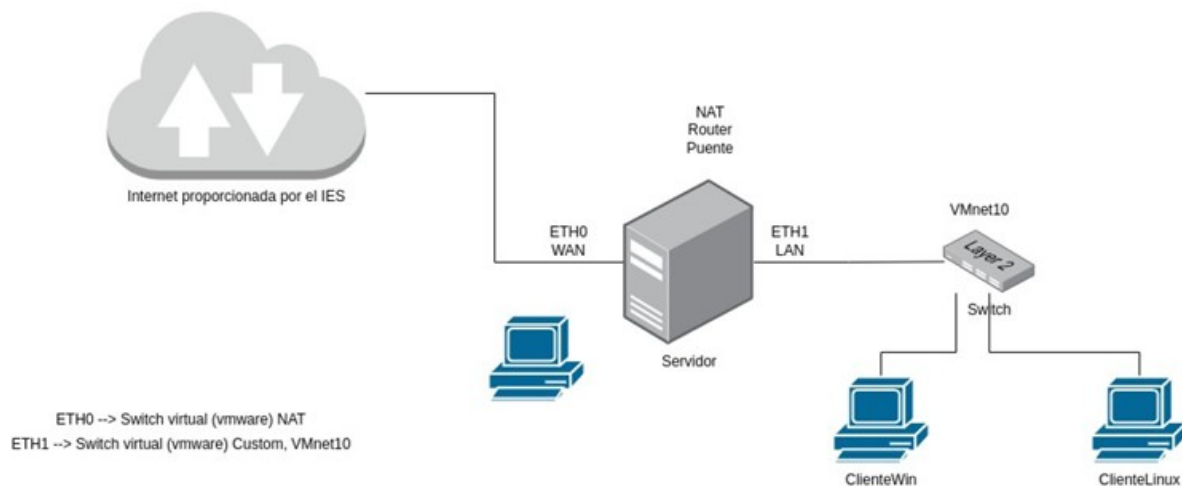 Internet proporcionada por el IES
NAT
Router
Puente
ETH0
WAN
ETH1
LAN
VMnet10
Layer 2
Switch
Servidor
ETH0 --> Switch virtual (vmware) NAT
ETH1 --> Switch virtual (vmware) Custom, VMnet10
ClienteWin
ClienteLinux